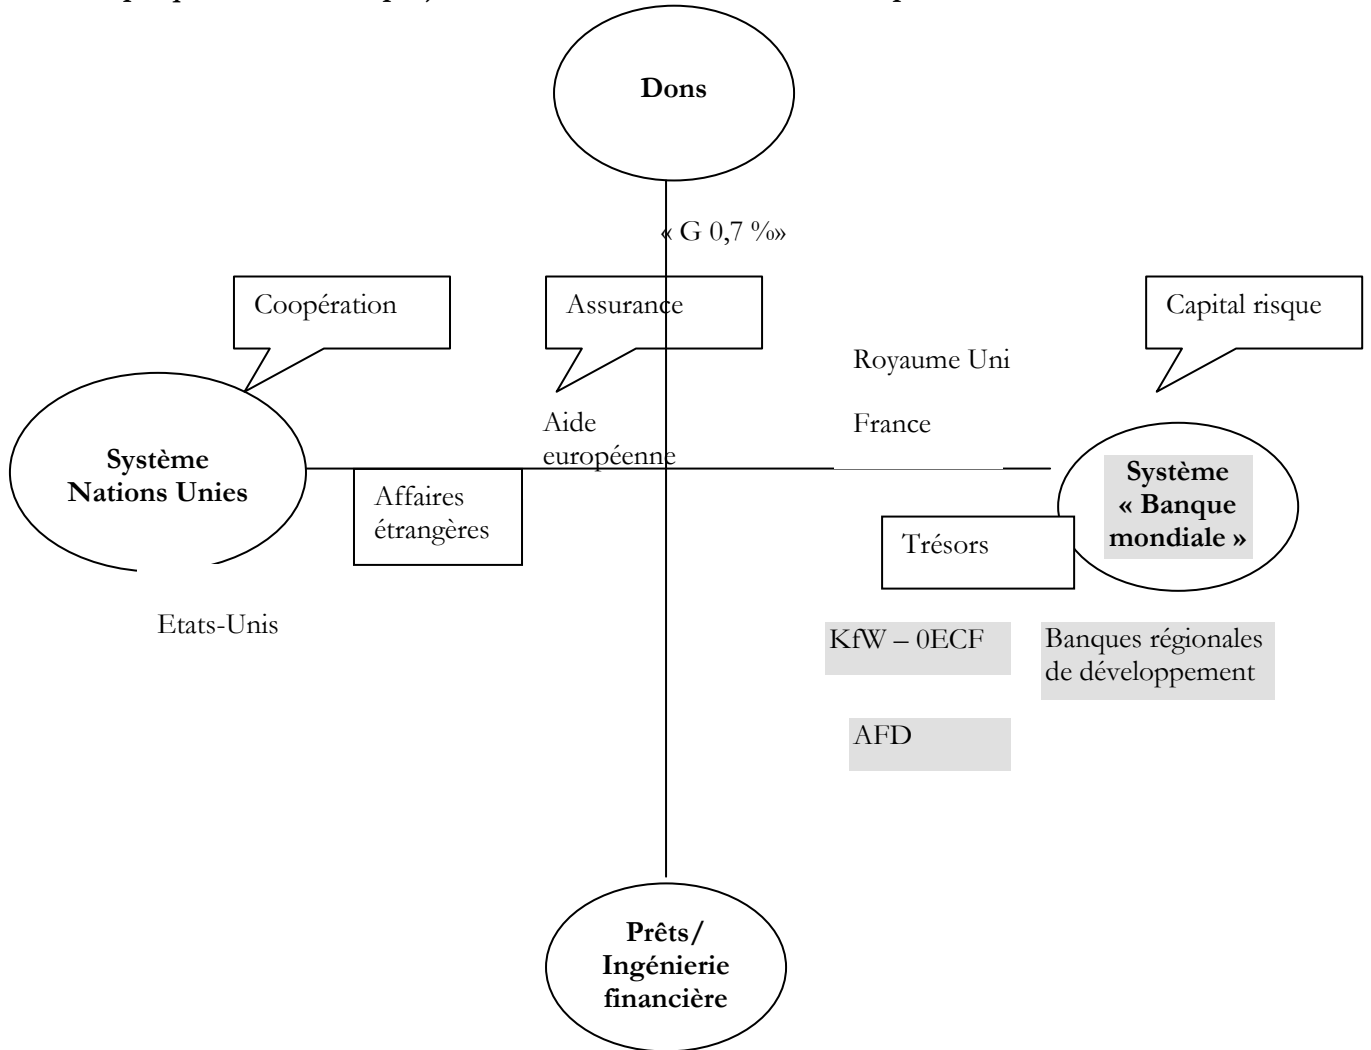 Dons
« G 0,7 %»
Coopération
Assurance
Capital risque
Royaume Uni
Aide
européenne
France
Système
Nations Unies
Affaires
étrangères
Système
« Banque
mondiale »
Trésors
Etats-Unis
KfW – 0ECF
Banques régionales
de développement
AFD
Prêts/
Ingénierie
financière